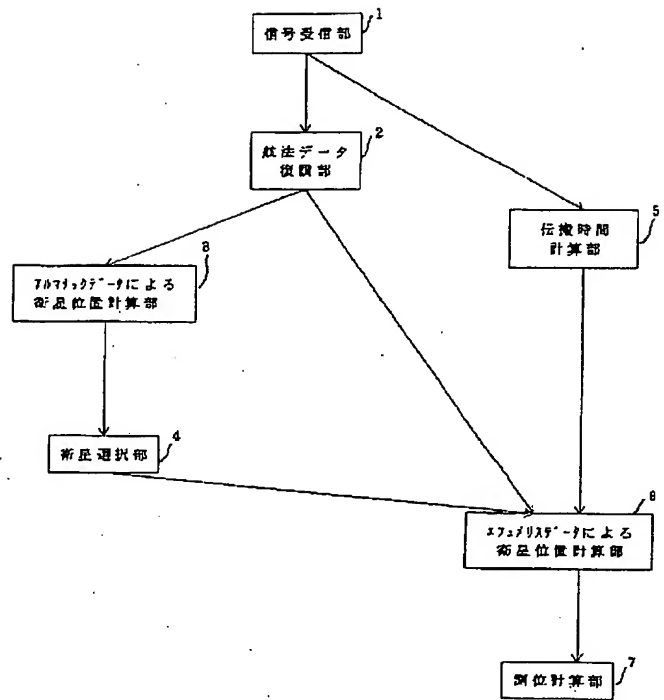 1
信号受信部
2
航法データ
復調部
5
伝搬時間
計算部
3
アルマナックデータによる
衛星位置計算部
4
衛星選択部
6
エフェメリスデータによる
衛星位置計算部
測位計算部
7